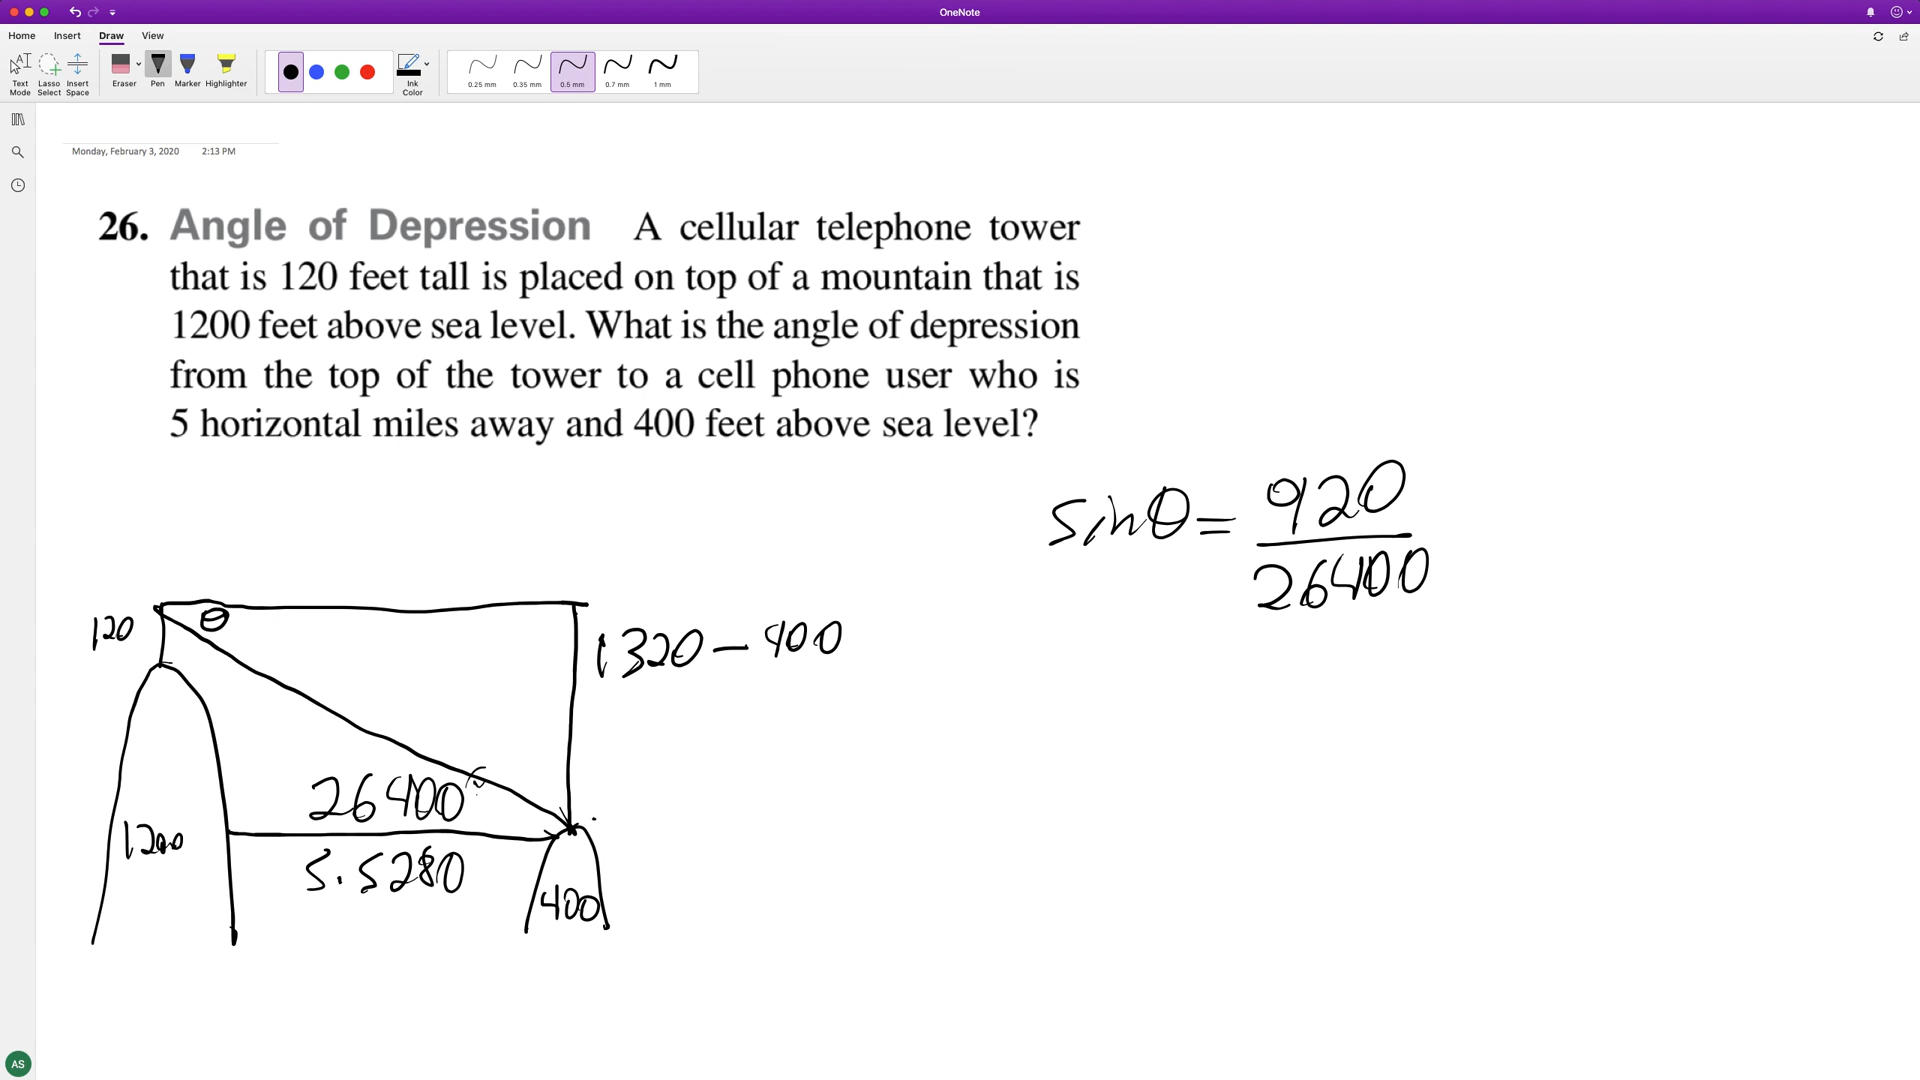 OneNote
Home Insert Draw View
Text Mode
Lasso Select
Insert Space
Eraser
Pen
Marker
Highlighter
Ink Color
0.25 mm
0.35 mm
0.5 mm
0.7 mm
1 mm
Monday, February 3, 2020 2:13 PM
26. Angle of Depression A cellular telephone tower
that is 120 feet tall is placed on top of a mountain that is
1200 feet above sea level. What is the angle of depression
from the top of the tower to a cell phone user who is
5 horizontal miles away and 400 feet above sea level?
sinθ = 920
26400
120
θ
1320 - 400
26400
1200
5.5280
400
AS